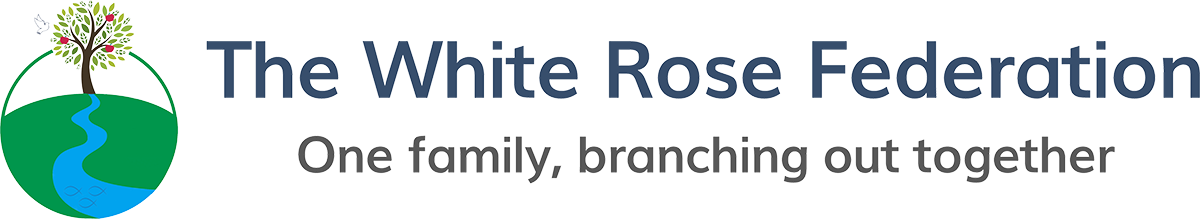 The White Rose Federation
One family, branching out together